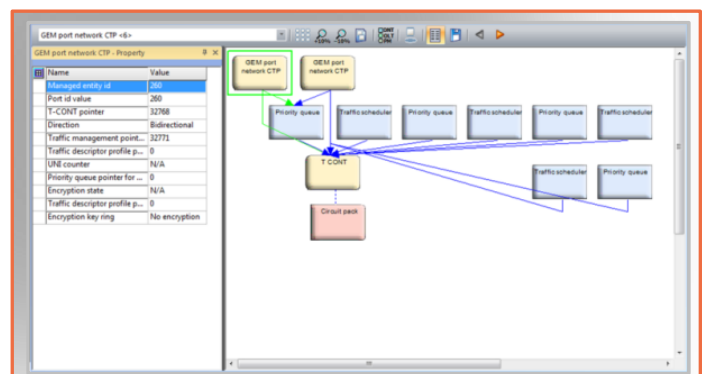 GEM port network CTP <6>
+10%
-10%
ONT
OLT
GEM port network CTP - Property
Name Value
Managed entity id 260
Port id value 260
T-CONT pointer 32768
Direction Bidirectional
Traffic management point... 32771
Traffic descriptor profile p... 0
UNI counter N/A
Priority queue pointer for ... 0
Encryption state N/A
Traffic descriptor profile p... 0
Encryption key ring No encryption
GEM port
network CTP
GEM port
network CTP
Priority queue
Traffic scheduler
Priority queue
Traffic scheduler
Priority queue
Traffic scheduler
T CONT
Traffic scheduler
Priority queue
Circuit pack